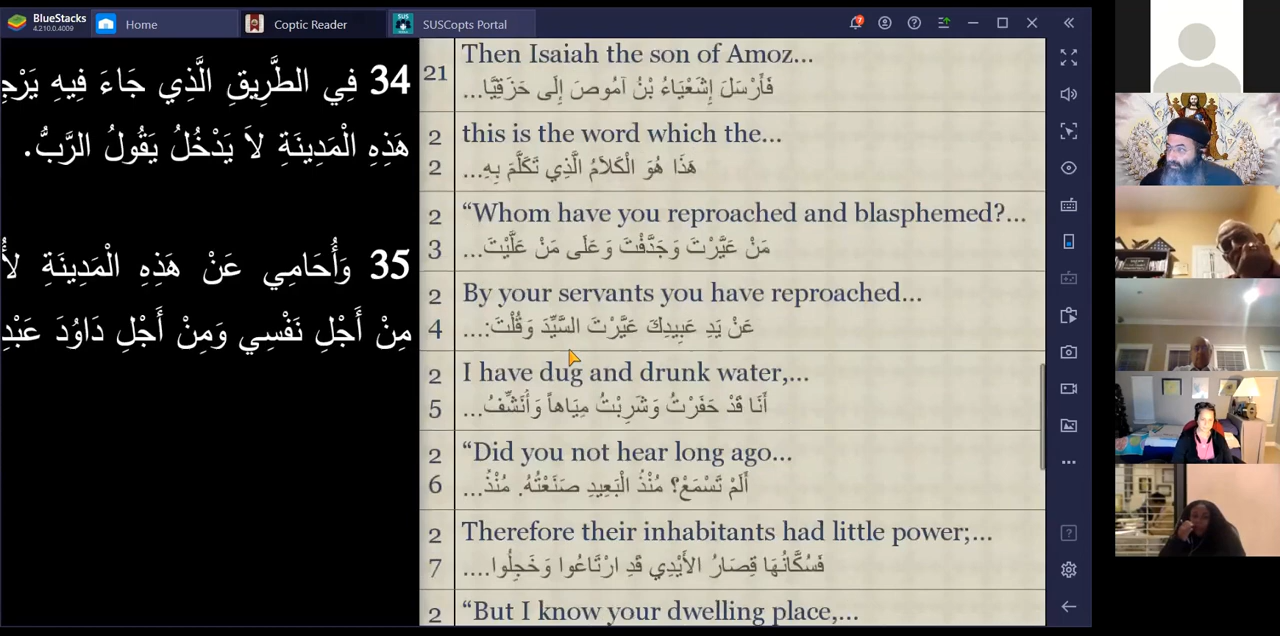 BlueStacks
4.210.0.4009
Home
Coptic Reader
SUSCopts Portal
34 فِي الطَّرِيقِ الَّذِي جَاءَ فِيهِ
هَذِهِ الْمَدِينَةِ لاَ يَدْخُلُ يَقُولُ الرَّبُّ.
35 وَأُحَامِي عَنْ هَذِهِ الْمَدِينَةِ
مِنْ أَجْلِ نَفْسِي وَمِنْ أَجْلِ دَاوُدَ
21
Then Isaiah the son of Amoz...
فَأَرْسَلَ إِشَعْيَاءُ بْنُ آمُوصَ إِلَى حَزَقِيَّا...
2
2
this is the word which the...
هَذَا هُوَ الْكَلاَمُ الَّذِي تَكَلَّمَ بِهِ...
2
3
“Whom have you reproached and blasphemed?...
مَنْ عَيَّرْتَ وَجَدَّفْتَ وَعَلَى مَنْ عَلَّيْتَ...
2
4
By your servants you have reproached...
عَنْ يَدِ عَبِيدِكَ عَيَّرْتَ السَّيِّدَ وَقُلْتَ:...
2
5
I have dug and drunk water,...
أَنَا قَدْ حَفَرْتُ وَشَرِبْتُ مِيَاهاً وَأُنَشِّفُ...
2
6
“Did you not hear long ago...
أَلَمْ تَسْمَعْ؟ مُنْذُ الْبَعِيدِ صَنَعْتُهُ. مُنْذُ...
2
7
Therefore their inhabitants had little power;...
فَسُكَّانُهَا قِصَارُ الأَيْدِي قَدِ ارْتَاعُوا وَخَجِلُوا....
2
“But I know your dwelling place,...